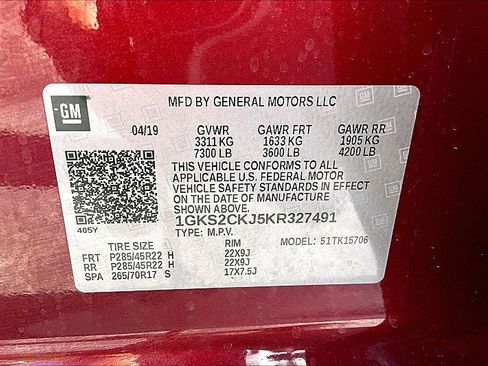 GM
MFD BY GENERAL MOTORS LLC
04/19 GVWR GAWR FRT GAWR RR
3311 KG 1633 KG 1905 KG
7300 LB 3600 LB 4200 LB
THIS VEHICLE CONFORMS TO ALL
APPLICABLE U.S. FEDERAL MOTOR
VEHICLE SAFETY STANDARDS IN EFFECT
ON THE DATE OF MANUFACTURE
SHOWN ABOVE.
1GKS2CKJ5KR327491
405Y
TYPE: M.P.V. MODEL: 51TK15706
TIRE SIZE RIM
FRT P285/45R22 H 22X9J
RR P285/45R22 H 22X9J
SPA 265/70R17 S 17X7.5J